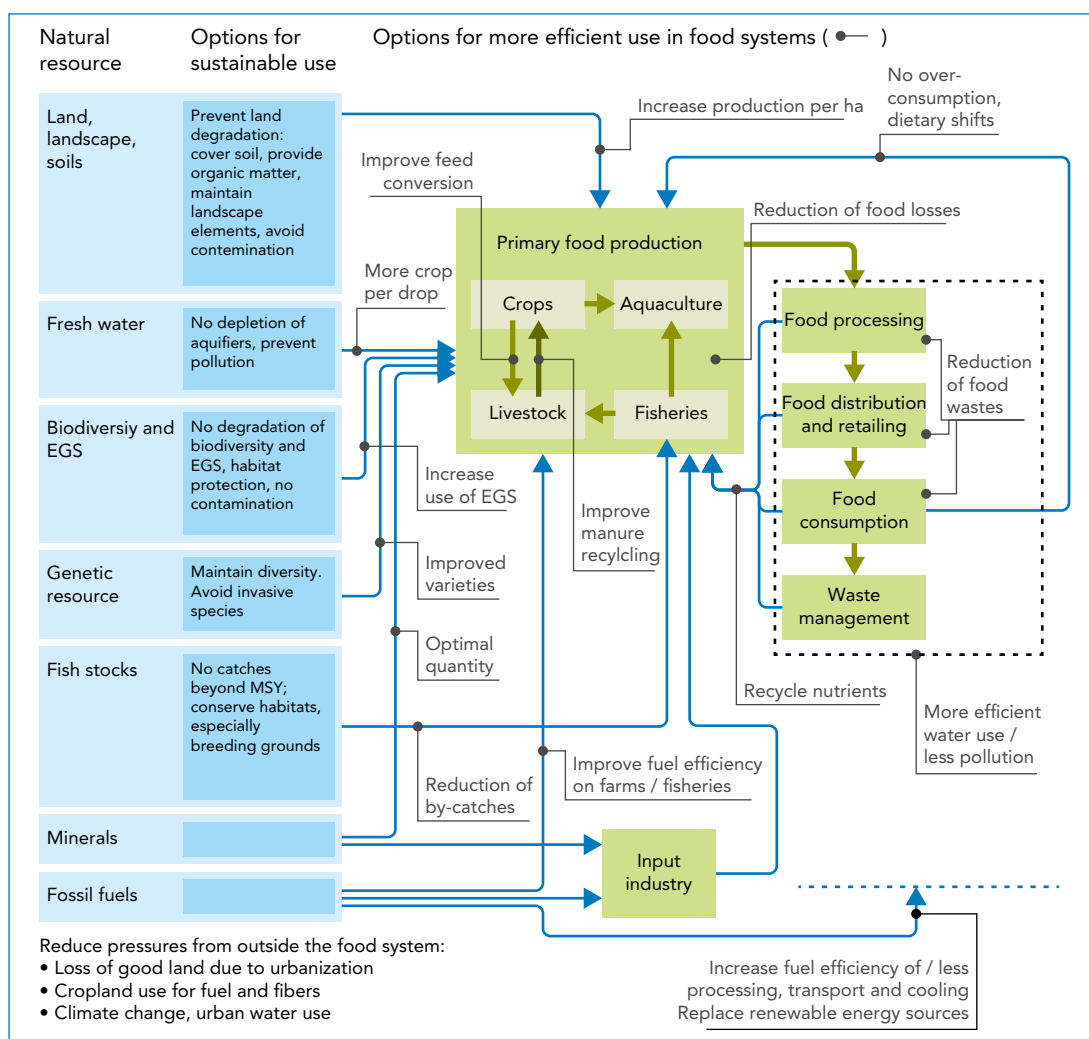 Natural
resource
Options for
sustainable use
Options for more efficient use in food systems ( )
Land,
landscape,
soils
Prevent land
degradation:
cover soil, provide
organic matter,
maintain
landscape
elements, avoid
contemination
Fresh water
No depletion of
aquifiers, prevent
pollution
Biodiversiy and
EGS
No degradation of
biodiversity and
EGS, habitat
protection, no
contamination
Genetic
resource
Maintain diversity.
Avoid invasive
species
Fish stocks
No catches
beyond MSY;
conserve habitats,
especially
breeding grounds
Minerals
Fossil fuels
Increase production per ha
No over-
consumption,
dietary shifts
Improve feed
conversion
Reduction of food losses
More crop
per drop
Primary food production
Crops
Aquaculture
Livestock
Fisheries
Food processing
Reduction
of food
wastes
Food distribution
and retailing
Food
consumption
Waste
management
Increase
use of EGS
Improve
manure
recylcling
Improved
varieties
Optimal
quantity
Recycle nutrients
More efficient
water use /
less pollution
Reduction of
by-catches
Improve fuel efficiency
on farms / fisheries
Input
industry
Increase fuel efficiency of / less
processing, transport and cooling
Replace renewable energy sources
Reduce pressures from outside the food system:
• Loss of good land due to urbanization
• Cropland use for fuel and fibers
• Climate change, urban water use